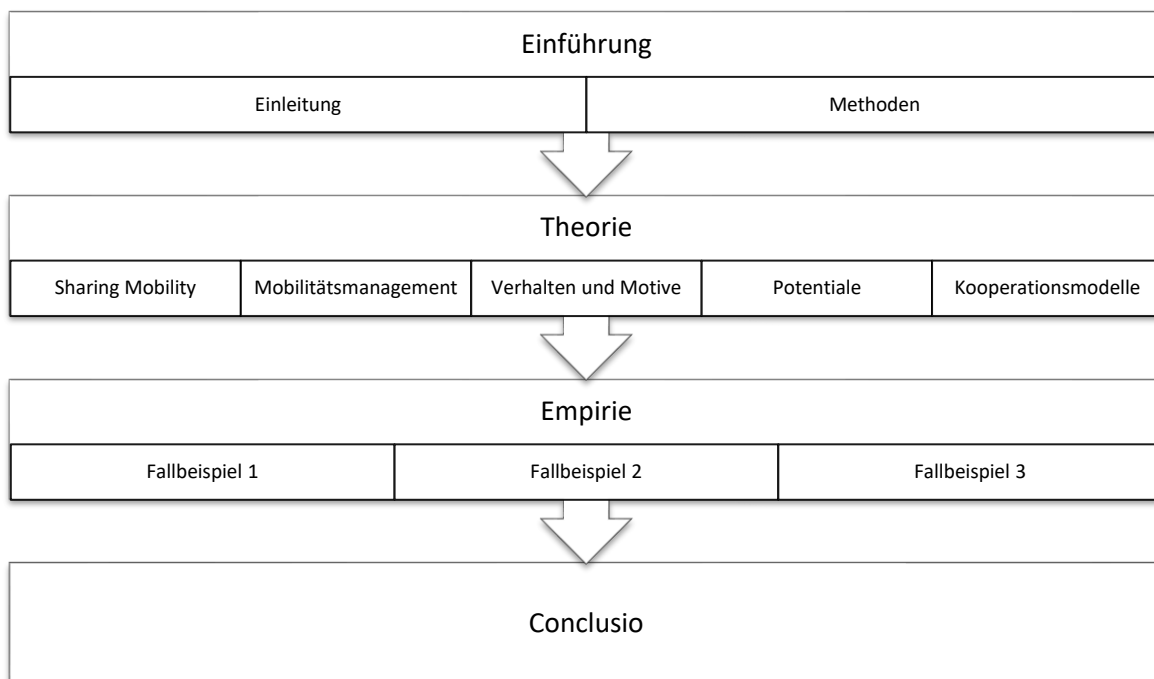 Einführung
Einleitung
Methoden
Theorie
Sharing Mobility
Mobilitätsmanagement
Verhalten und Motive
Potentiale
Kooperationsmodelle
Empirie
Fallbeispiel 1
Fallbeispiel 2
Fallbeispiel 3
Conclusio